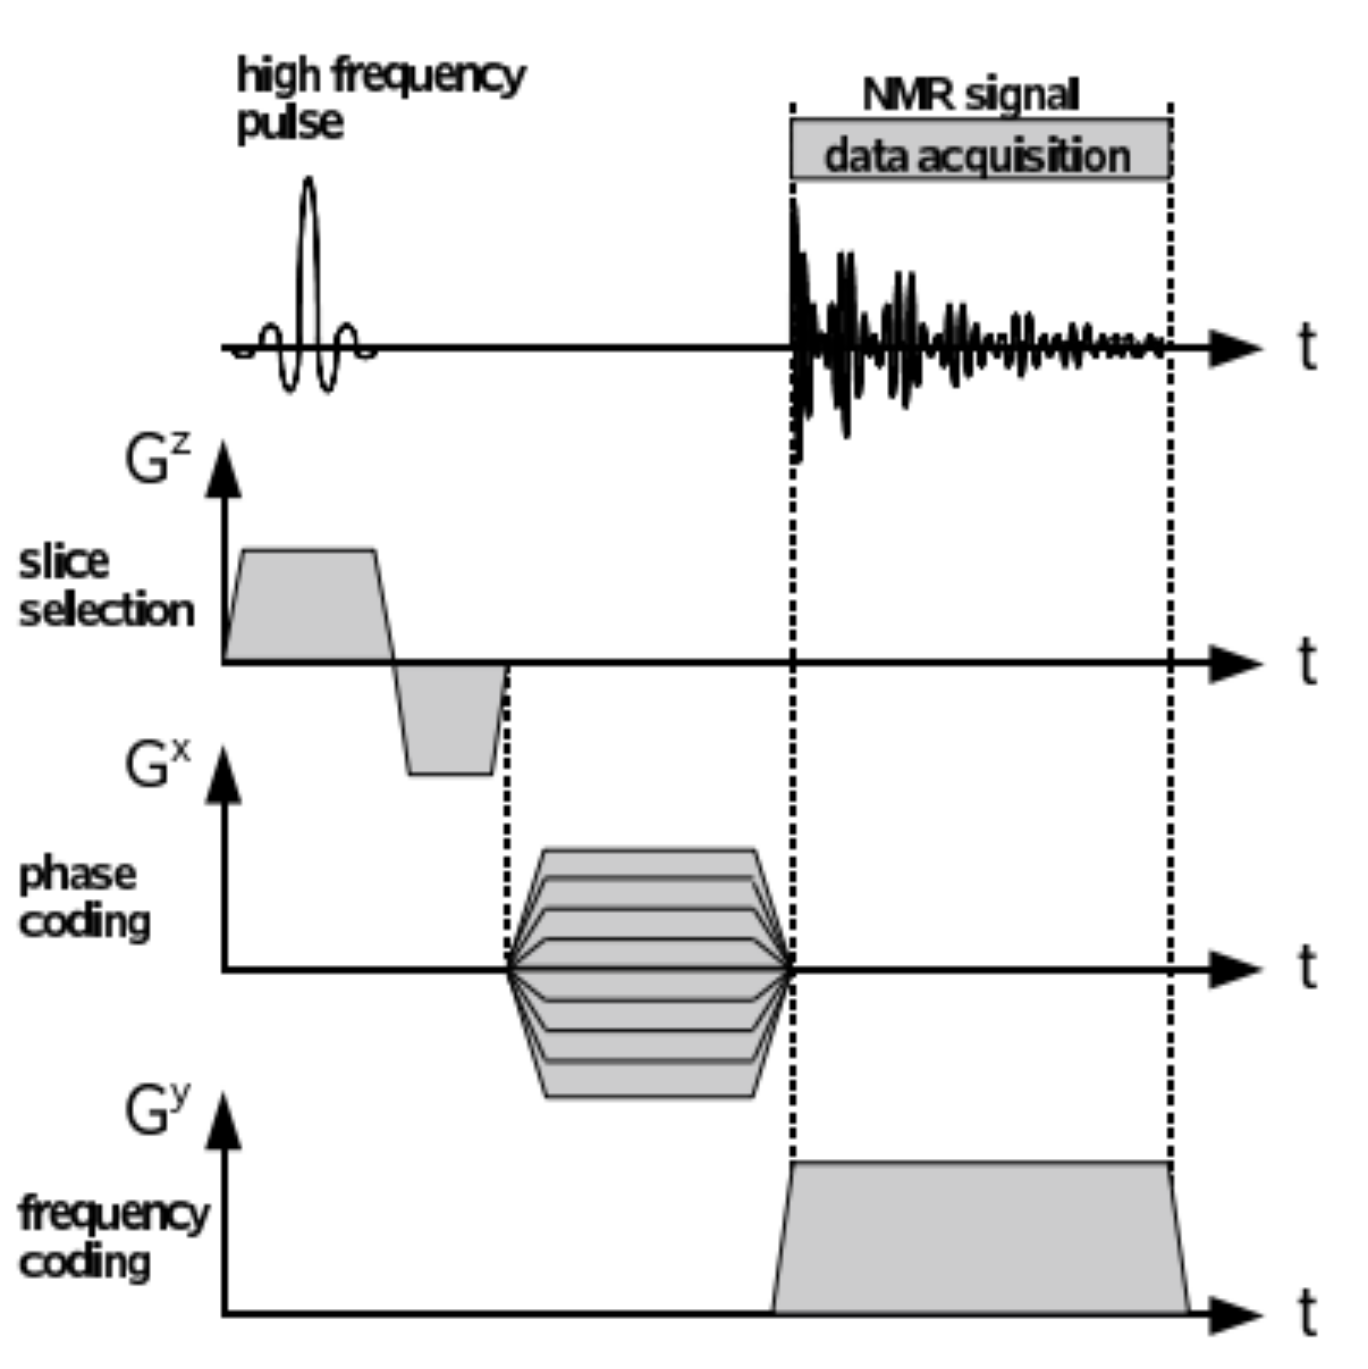 high frequency
pulse
NMR signal
data acquisition
t
G^z
slice
selection
t
G^x
phase
coding
t
G^y
frequency
coding
t